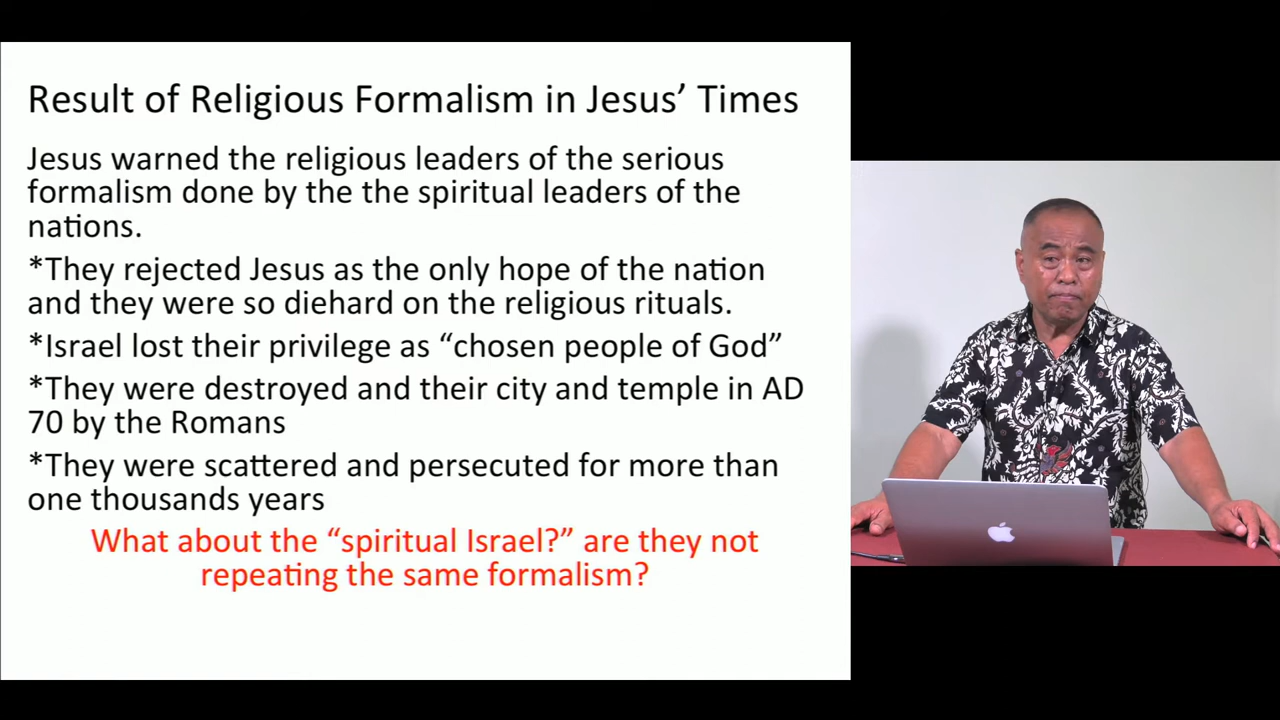 Result of Religious Formalism in Jesus’ Times
Jesus warned the religious leaders of the serious
formalism done by the the spiritual leaders of the
nations.
*They rejected Jesus as the only hope of the nation
and they were so diehard on the religious rituals.
*Israel lost their privilege as “chosen people of God”
*They were destroyed and their city and temple in AD
70 by the Romans
*They were scattered and persecuted for more than
one thousands years
What about the “spiritual Israel?” are they not
repeating the same formalism?